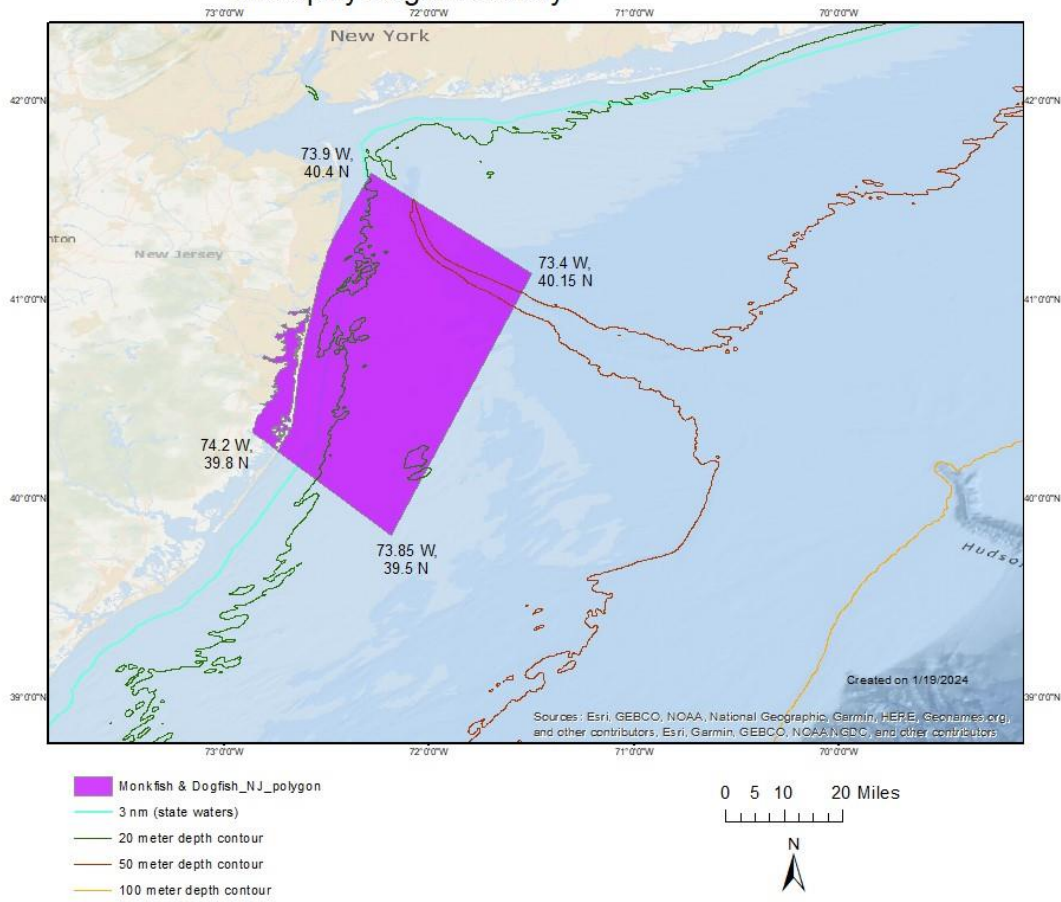 73°0'0"W 72°0'0"W 71°0'0"W 70°0'0"W
New York
42°0'0"N 42°0'0"N
73.9 W,
40.4 N
New Jersey
73.4 W,
40.15 N
41°0'0"N 41°0'0"N
74.2 W,
39.8 N
40°0'0"N 40°0'0"N
73.85 W,
39.5 N
39°0'0"N 39°0'0"N
Created on 1/19/2024
Sources: Esri, GEBCO, NOAA, National Geographic, Garmin, HERE, Geonames.org,
and other contributors, Esri, Garmin, GEBCO, NOAA NGDC, and other contributors
73°0'0"W 72°0'0"W 71°0'0"W 70°0'0"W
Monkfish & Dogfish_NJ_polygon
3 nm (state waters)
20 meter depth contour
50 meter depth contour
100 meter depth contour
0 5 10 20 Miles
N